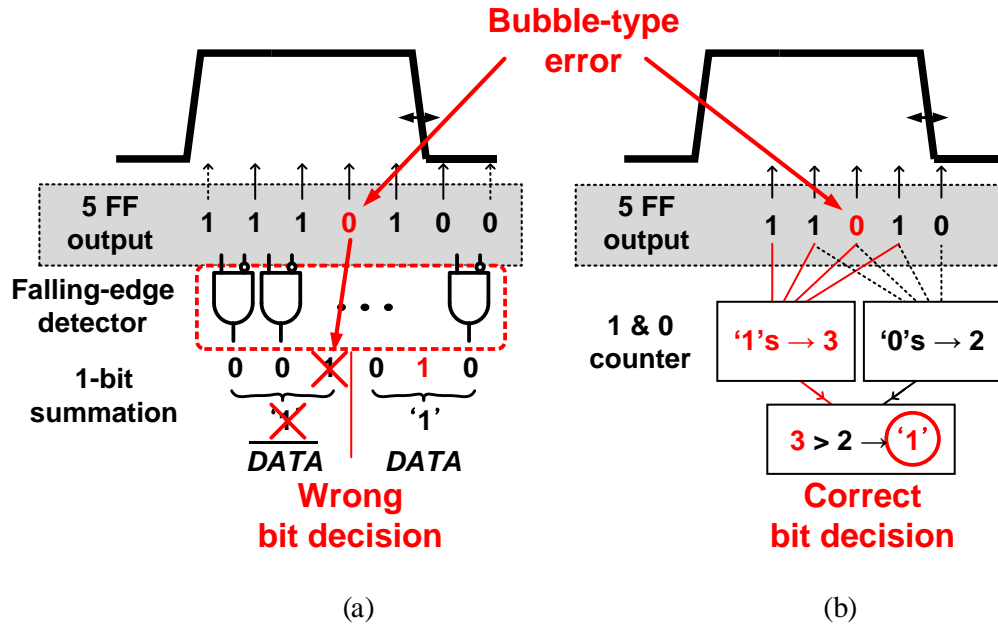 Bubble-type
error
5 FF
output
1 1 1 0 1 0 0
Falling-edge
detector
. . .
1-bit
summation
0 0 1 0 1 0
‘1’ ‘1’
DATA DATA
Wrong
bit decision
(a)
5 FF
output
1 1 0 1 0
1 & 0
counter
‘1’s → 3 ‘0’s → 2
3 > 2 → ‘1’
Correct
bit decision
(b)